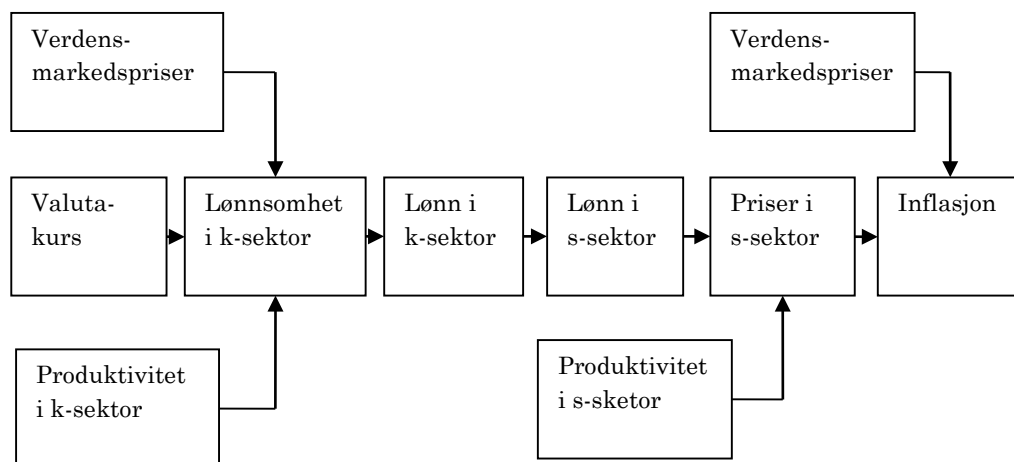 Verdens-
markedspriser
Verdens-
markedspriser
Valuta-
kurs
Lønnsomhet
i k-sektor
Lønn i
k-sektor
Lønn i
s-sektor
Priser i
s-sektor
Inflasjon
Produktivitet
i k-sektor
Produktivitet
i s-sketor